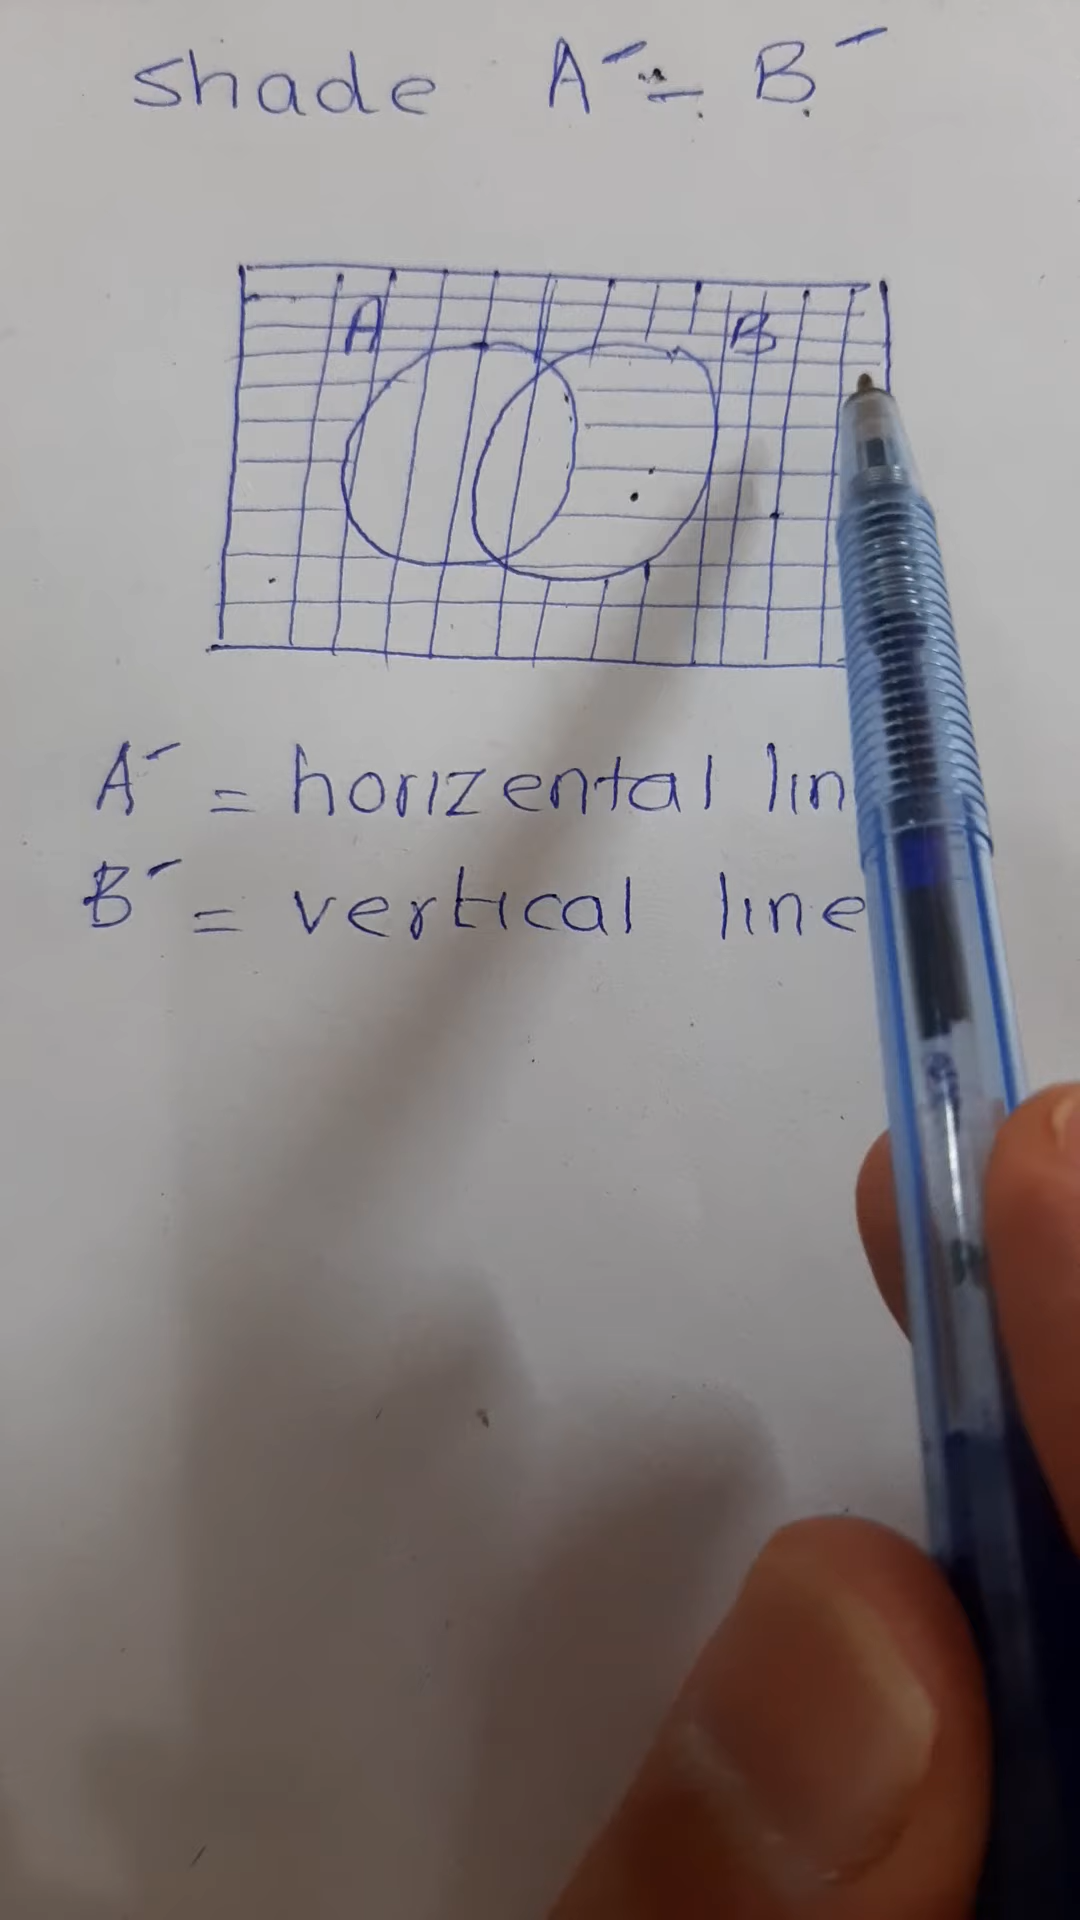 shade A⁻ - B⁻
A B
A⁻ = horizental lin
B⁻ = vertical line